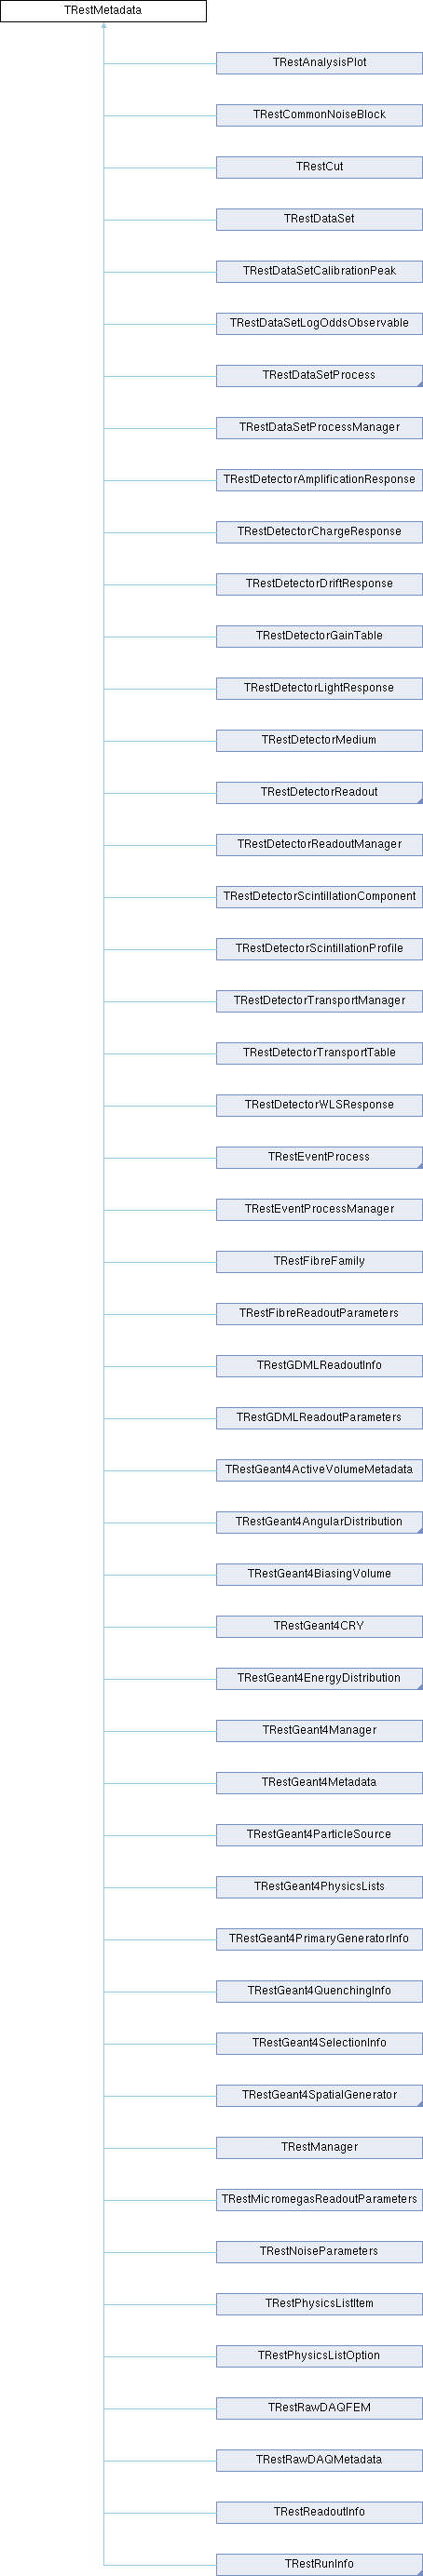 TRestMetadata
TRestAnalysisPlot
TRestCommonNoiseBlock
TRestCut
TRestDataSet
TRestDataSetCalibrationPeak
TRestDataSetLogOddsObservable
TRestDataSetProcess
TRestDataSetProcessManager
TRestDetectorAmplificationResponse
TRestDetectorChargeResponse
TRestDetectorDriftResponse
TRestDetectorGainTable
TRestDetectorLightResponse
TRestDetectorMedium
TRestDetectorReadout
TRestDetectorReadoutManager
TRestDetectorScintillationComponent
TRestDetectorScintillationProfile
TRestDetectorTransportManager
TRestDetectorTransportTable
TRestDetectorWLSResponse
TRestEventProcess
TRestEventProcessManager
TRestFibreFamily
TRestFibreReadoutParameters
TRestGDMLReadoutInfo
TRestGDMLReadoutParameters
TRestGeant4ActiveVolumeMetadata
TRestGeant4AngularDistribution
TRestGeant4BiasingVolume
TRestGeant4CRY
TRestGeant4EnergyDistribution
TRestGeant4Manager
TRestGeant4Metadata
TRestGeant4ParticleSource
TRestGeant4PhysicsLists
TRestGeant4PrimaryGeneratorInfo
TRestGeant4QuenchingInfo
TRestGeant4SelectionInfo
TRestGeant4SpatialGenerator
TRestManager
TRestMicromegasReadoutParameters
TRestNoiseParameters
TRestPhysicsListItem
TRestPhysicsListOption
TRestRawDAQFEM
TRestRawDAQMetadata
TRestReadoutInfo
TRestRunInfo